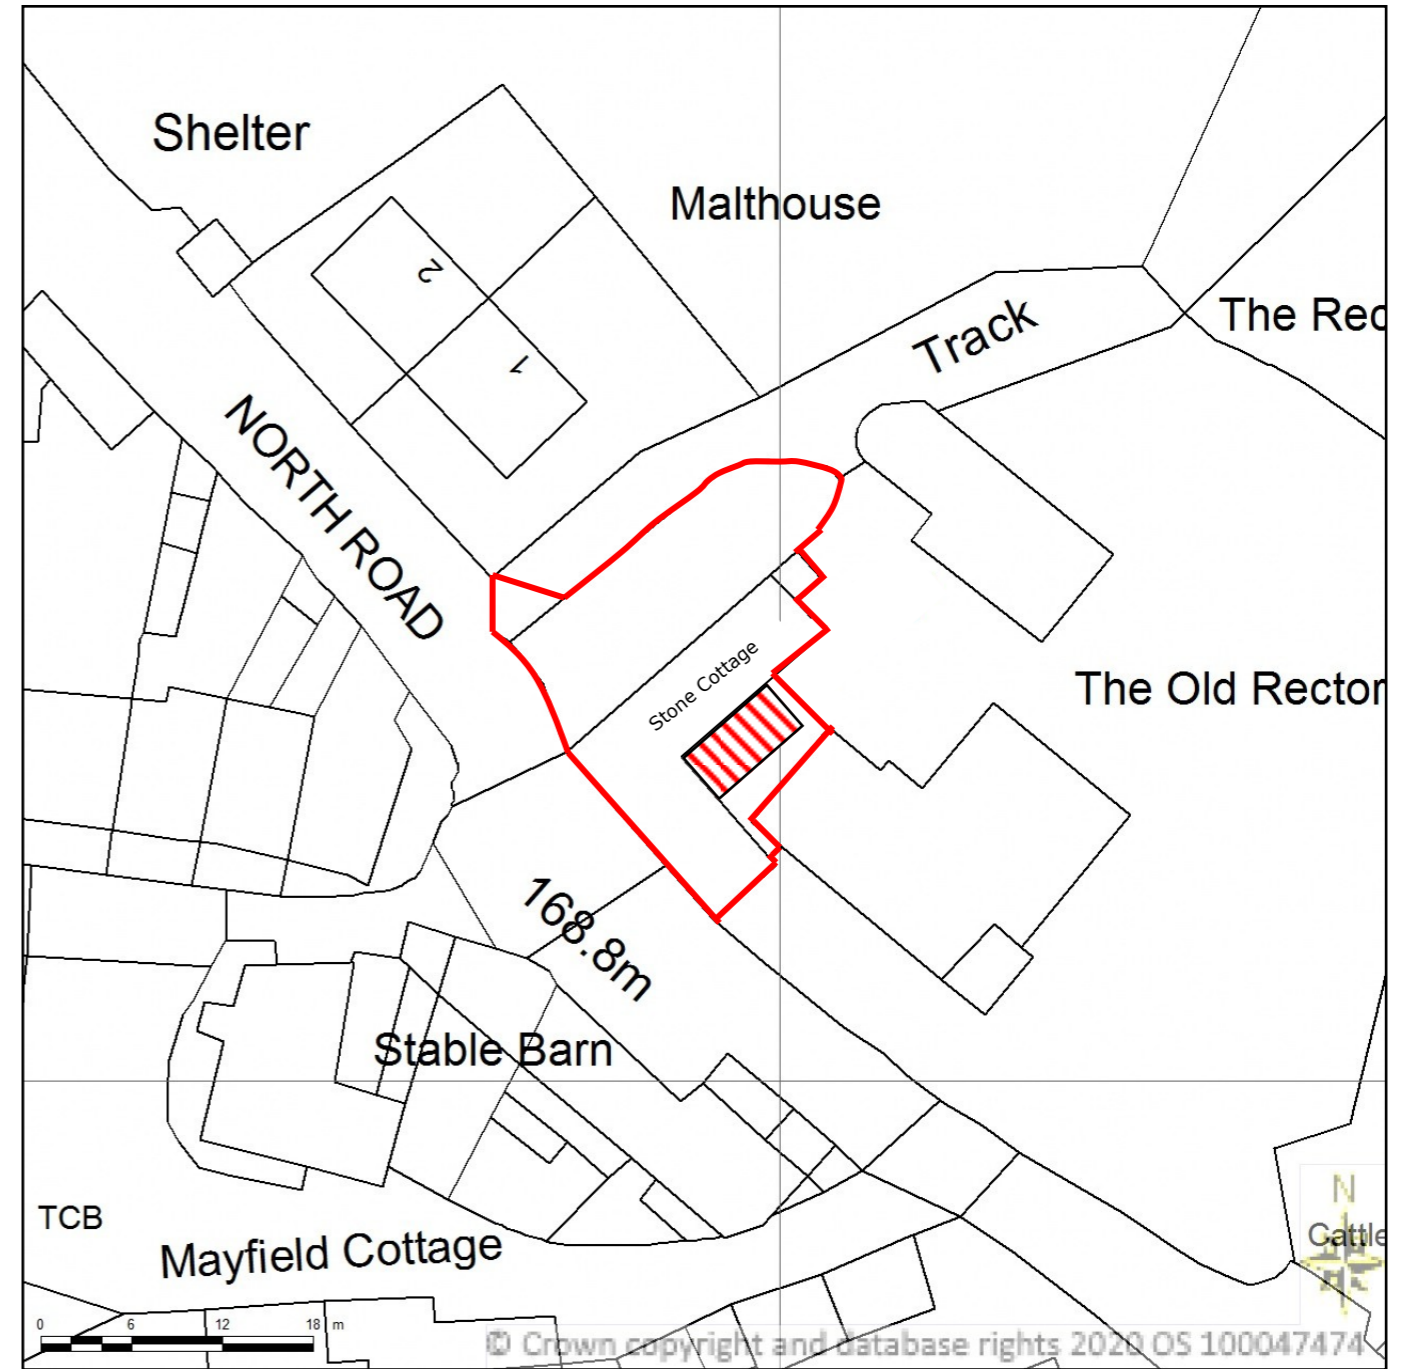 Shelter
Malthouse
2
1
Track
The Rec
NORTH ROAD
Stone Cottage
The Old Rector
168.8m
Stable Barn
N
TCB
Mayfield Cottage
Cattle
0 6 12 18 m
© Crown copyright and database rights 2020 OS 100047474